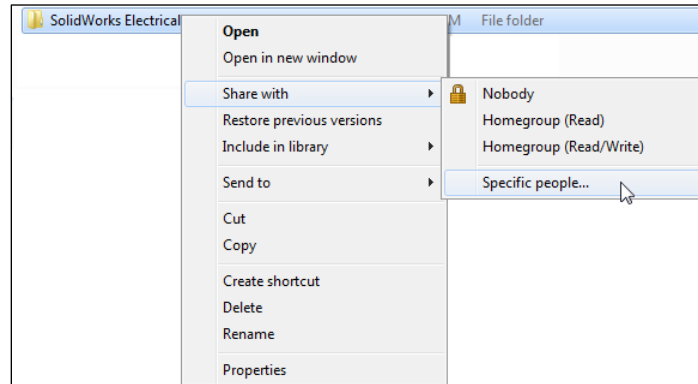 SolidWorks Electrical M File folder
Open
Open in new window
Share with
Restore previous versions
Include in library
Send to
Cut
Copy
Create shortcut
Delete
Rename
Properties
Nobody
Homegroup (Read)
Homegroup (Read/Write)
Specific people...